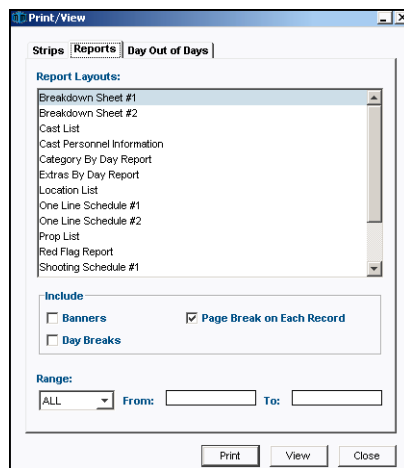 Print/View
Strips Reports Day Out of Days
Report Layouts:
Breakdown Sheet #1
Breakdown Sheet #2
Cast List
Cast Personnel Information
Category By Day Report
Extras By Day Report
Location List
One Line Schedule #1
One Line Schedule #2
Prop List
Red Flag Report
Shooting Schedule #1
Include
Banners Page Break on Each Record
Day Breaks
Range:
ALL From: To:
Print View Close